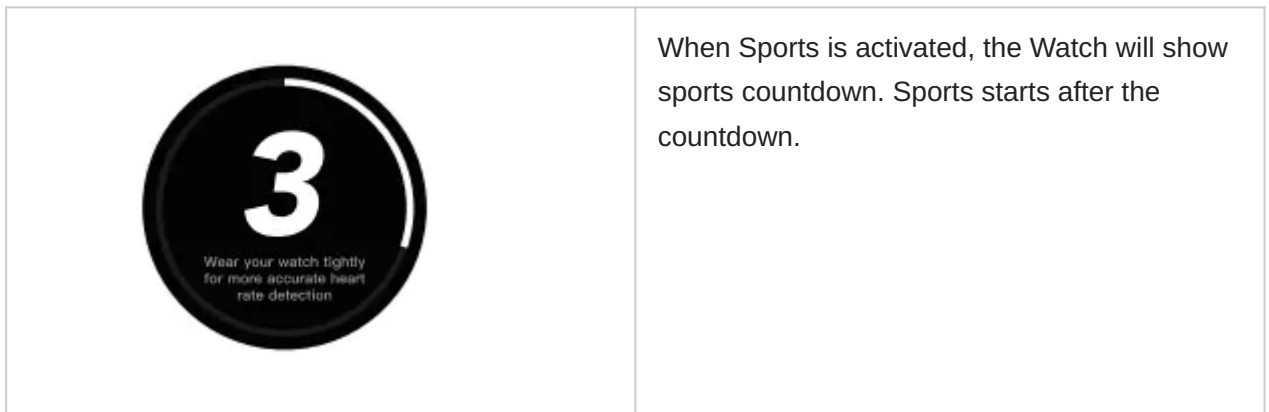 3
Wear your watch tightly
for more accurate heart
rate detection
When Sports is activated, the Watch will show
sports countdown. Sports starts after the
countdown.